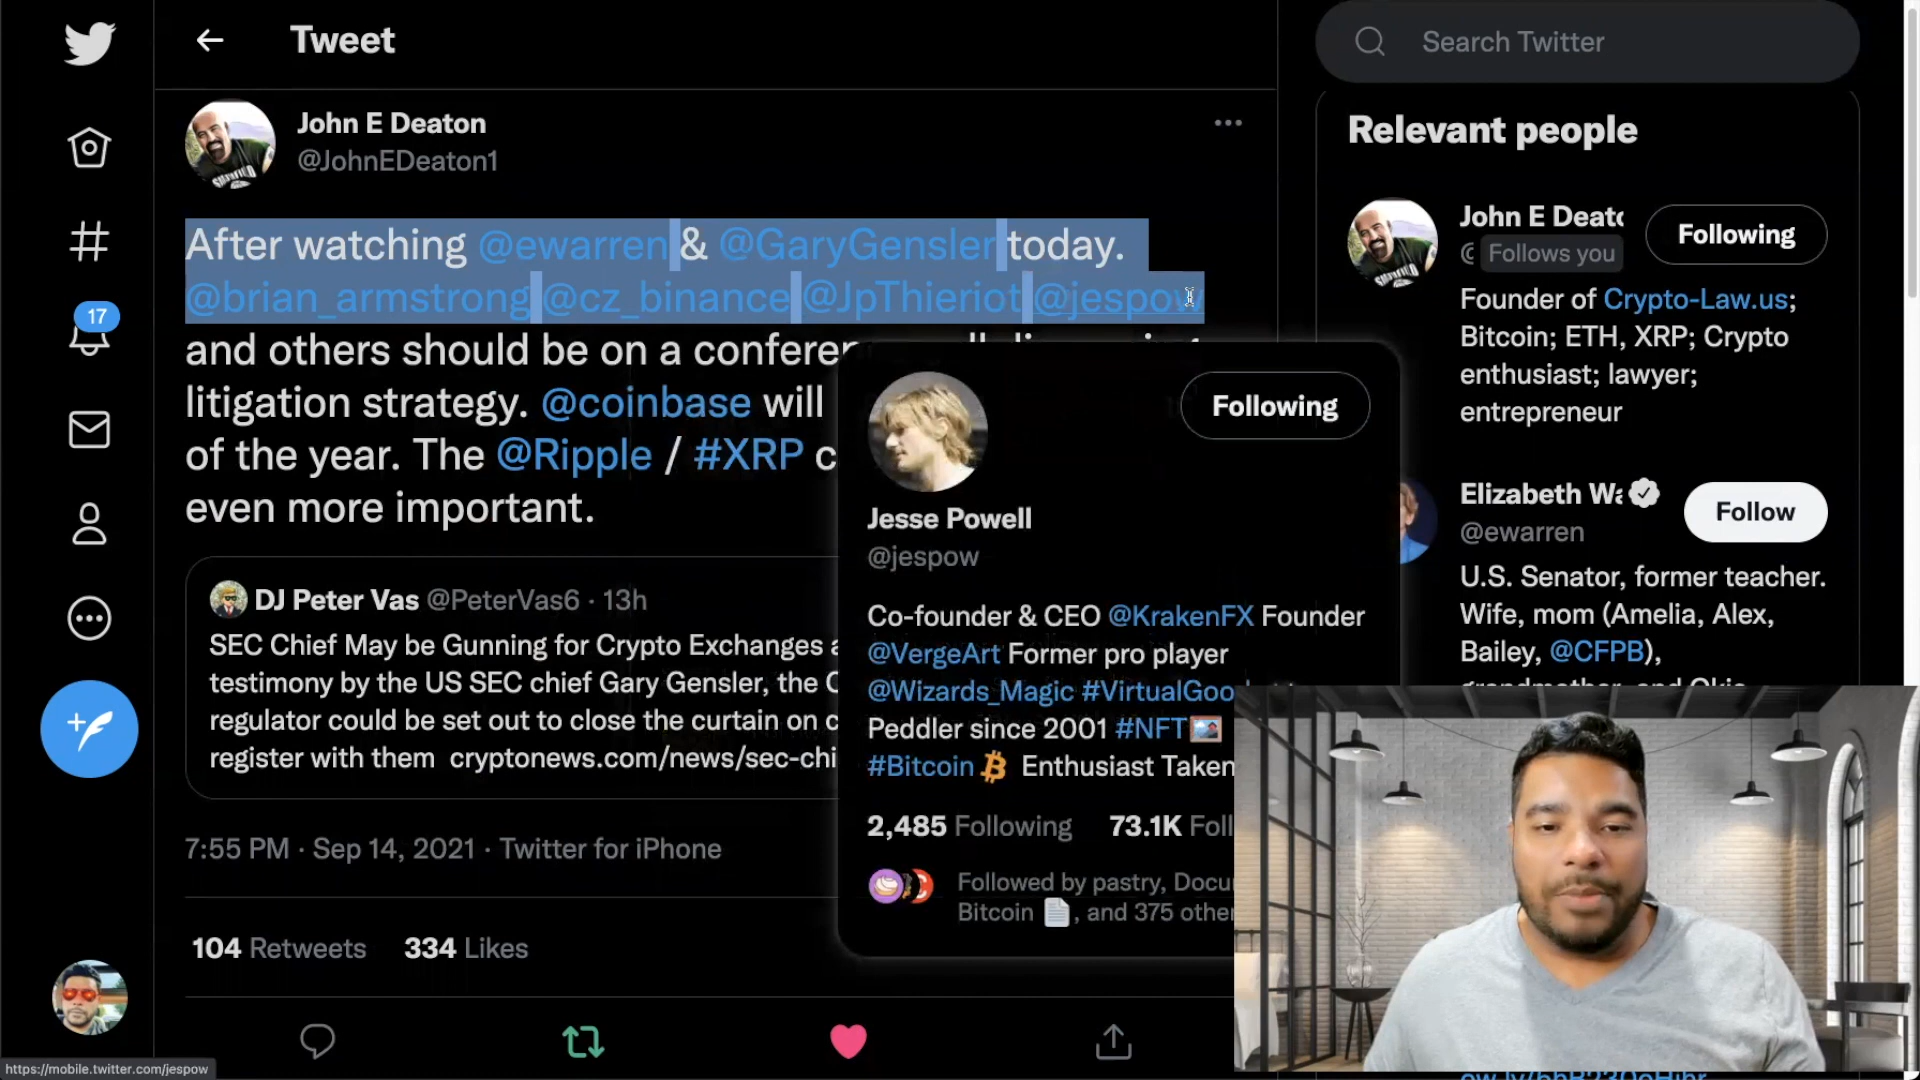 Tweet
Search Twitter
John E Deaton
@JohnEDeaton1
After watching @ewarren & @GaryGensler today.
@brian_armstrong @cz_binance @JpThieriot @jespow
and others should be on a
litigation strategy. @coinbase will
of the year. The @Ripple / #XRP
even more important.
DJ Peter Vas @PeterVas6 · 13h
SEC Chief May be Gunning for Crypto Exchanges
testimony by the US SEC chief Gary Gensler, the
regulator could be set out to close the curtain on
register with them cryptonews.com/news/sec-chi
7:55 PM · Sep 14, 2021 · Twitter for iPhone
104 Retweets 334 Likes
17
Following
Jesse Powell
@jespow
Co-founder & CEO @KrakenFX Founder
@VergeArt Former pro player
@Wizards_Magic #VirtualGoo
Peddler since 2001 #NFT
#Bitcoin Enthusiast Taken
2,485 Following 73.1K Foll
Followed by pastry, Docu
Bitcoin , and 375 other
Relevant people
John E Deato
Follows you
Following
Founder of Crypto-Law.us;
Bitcoin; ETH, XRP; Crypto
enthusiast; lawyer;
entrepreneur
Elizabeth Wa
@ewarren
Follow
U.S. Senator, former teacher.
Wife, mom (Amelia, Alex,
Bailey, @CFPB),
https://mobile.twitter.com/jespow